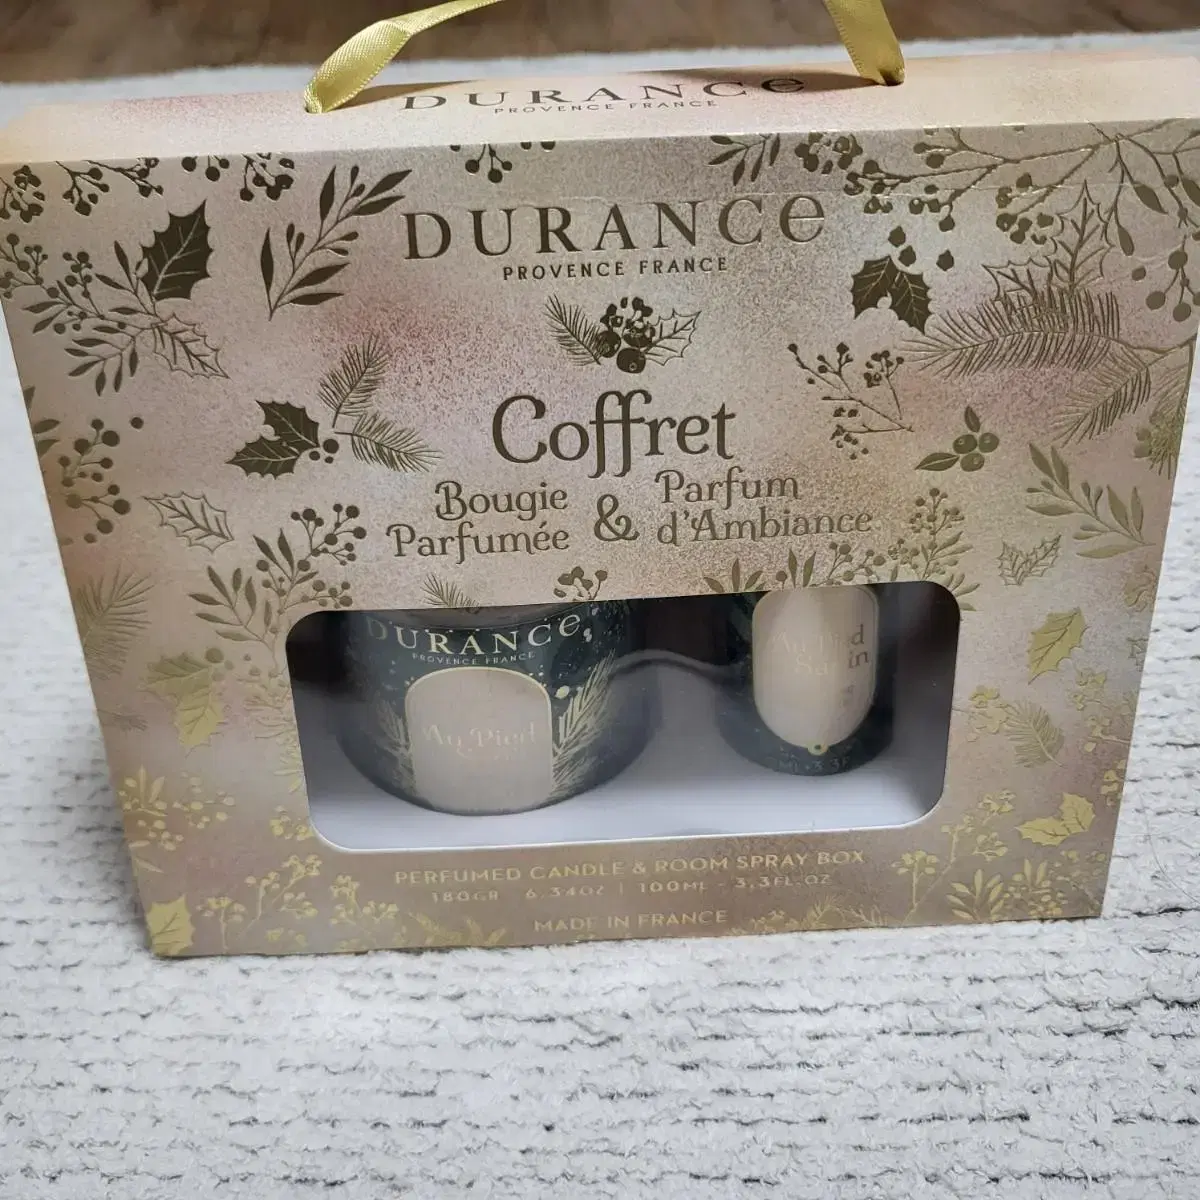 DURANCE
PROVENCE FRANCE
DURANCE
PROVENCE FRANCE
Coffret
Bougie Parfumée & Parfum d'Ambiance
DURANCE
PROVENCE FRANCE
Au Pied
Au Pied
PERFUMED CANDLE & ROOM SPRAY BOX
180GR 6.34OZ | 100ML - 3.3FL.OZ
MADE IN FRANCE